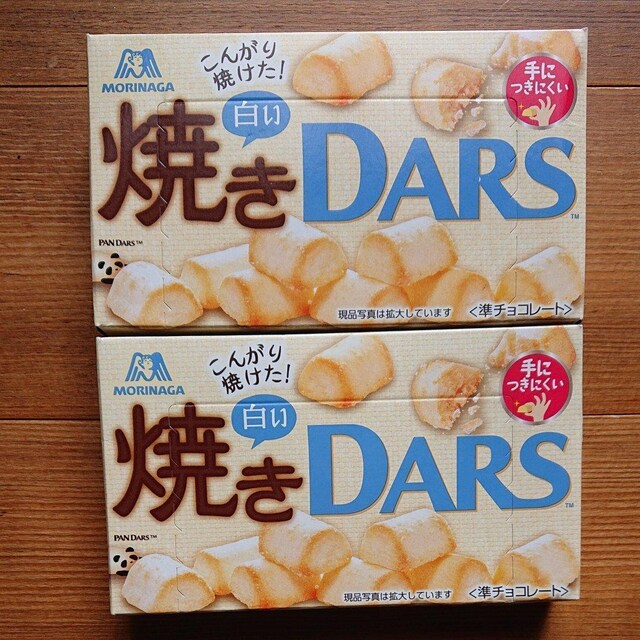 MORINAGA
こんがり
焼けた!
手に
つきにくい
白い
焼き DARS™
PAN DARS™
現品写真は拡大しています
<準チョコレート>
MORINAGA
こんがり
焼けた!
手に
つきにくい
白い
焼き DARS™
PAN DARS™
現品写真は拡大しています
<準チョコレート>